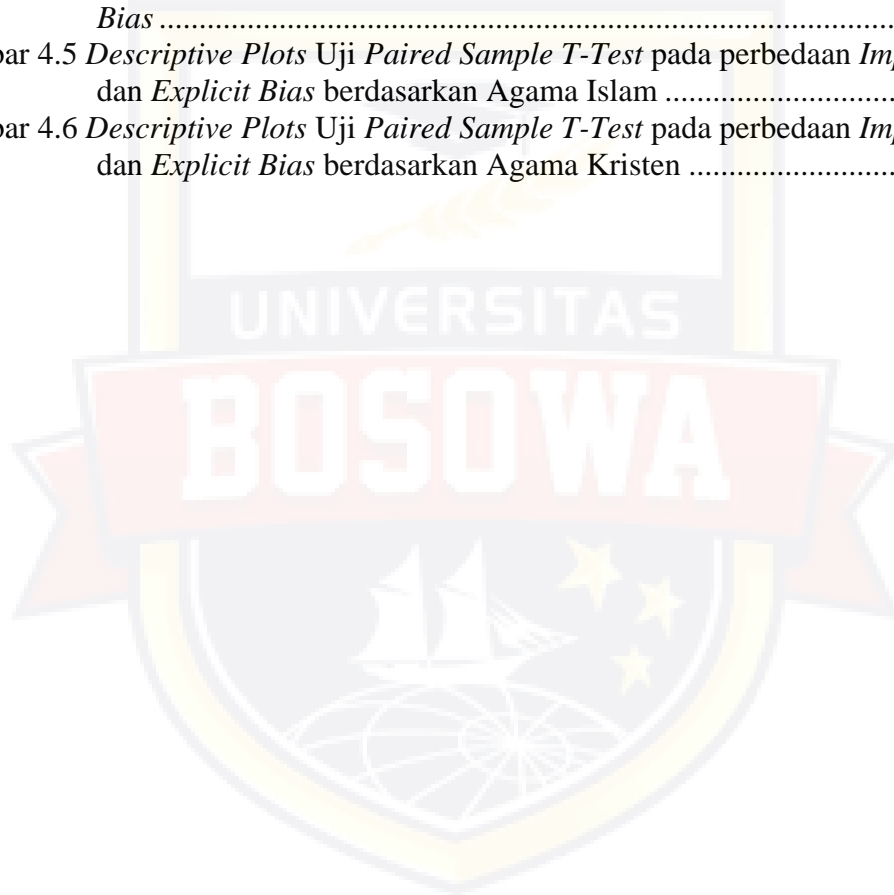 Bias ................................................................................................
bar 4.5 Descriptive Plots Uji Paired Sample T-Test pada perbedaan Imp
dan Explicit Bias berdasarkan Agama Islam ......................................
bar 4.6 Descriptive Plots Uji Paired Sample T-Test pada perbedaan Imp
dan Explicit Bias berdasarkan Agama Kristen ..................................
UNIVERSITAS
BOSOWA